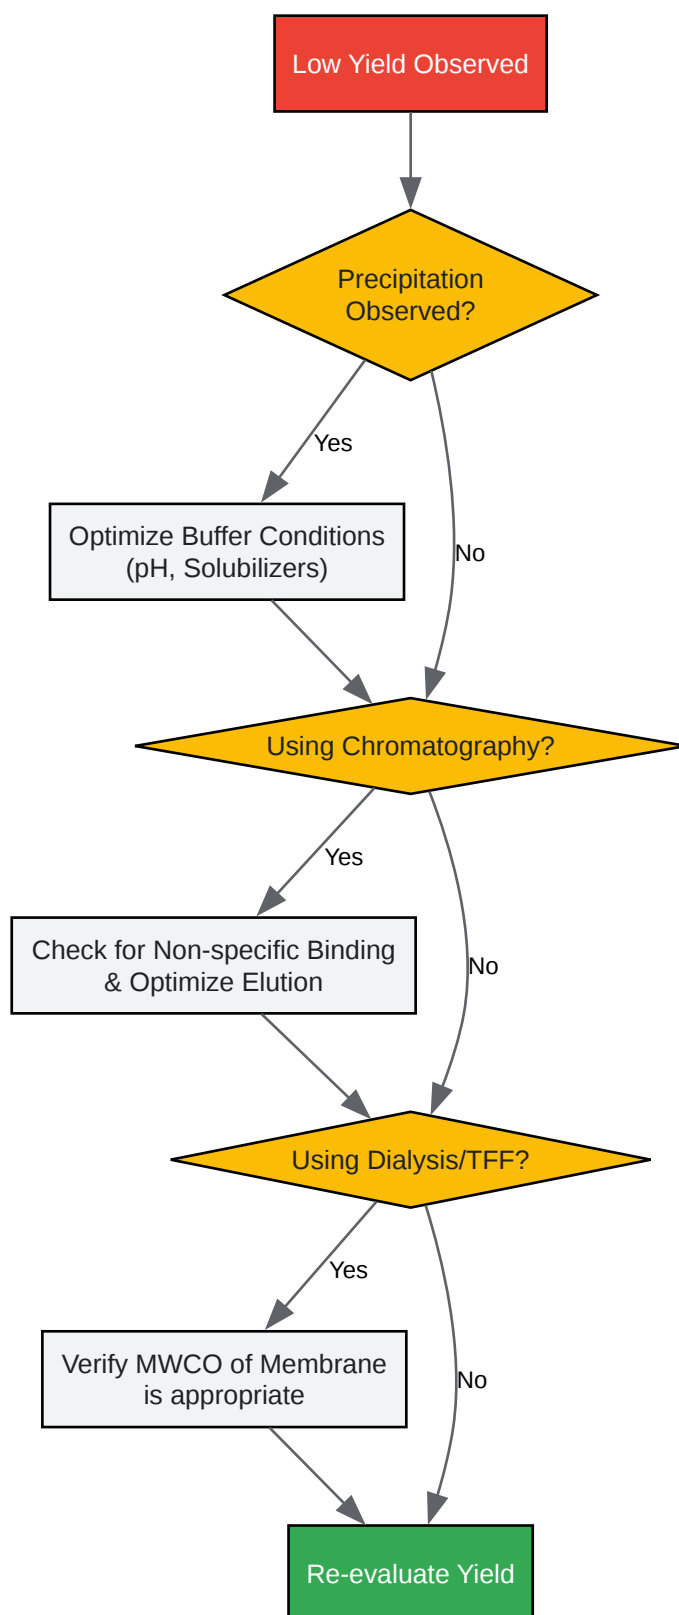 Low Yield Observed
Precipitation
Observed?
Yes
Optimize Buffer Conditions
(pH, Solubilizers)
No
Using Chromatography?
Yes
Check for Non-specific Binding
& Optimize Elution
No
Using Dialysis/TFF?
Yes
Verify MWCO of Membrane
is appropriate
No
Re-evaluate Yield